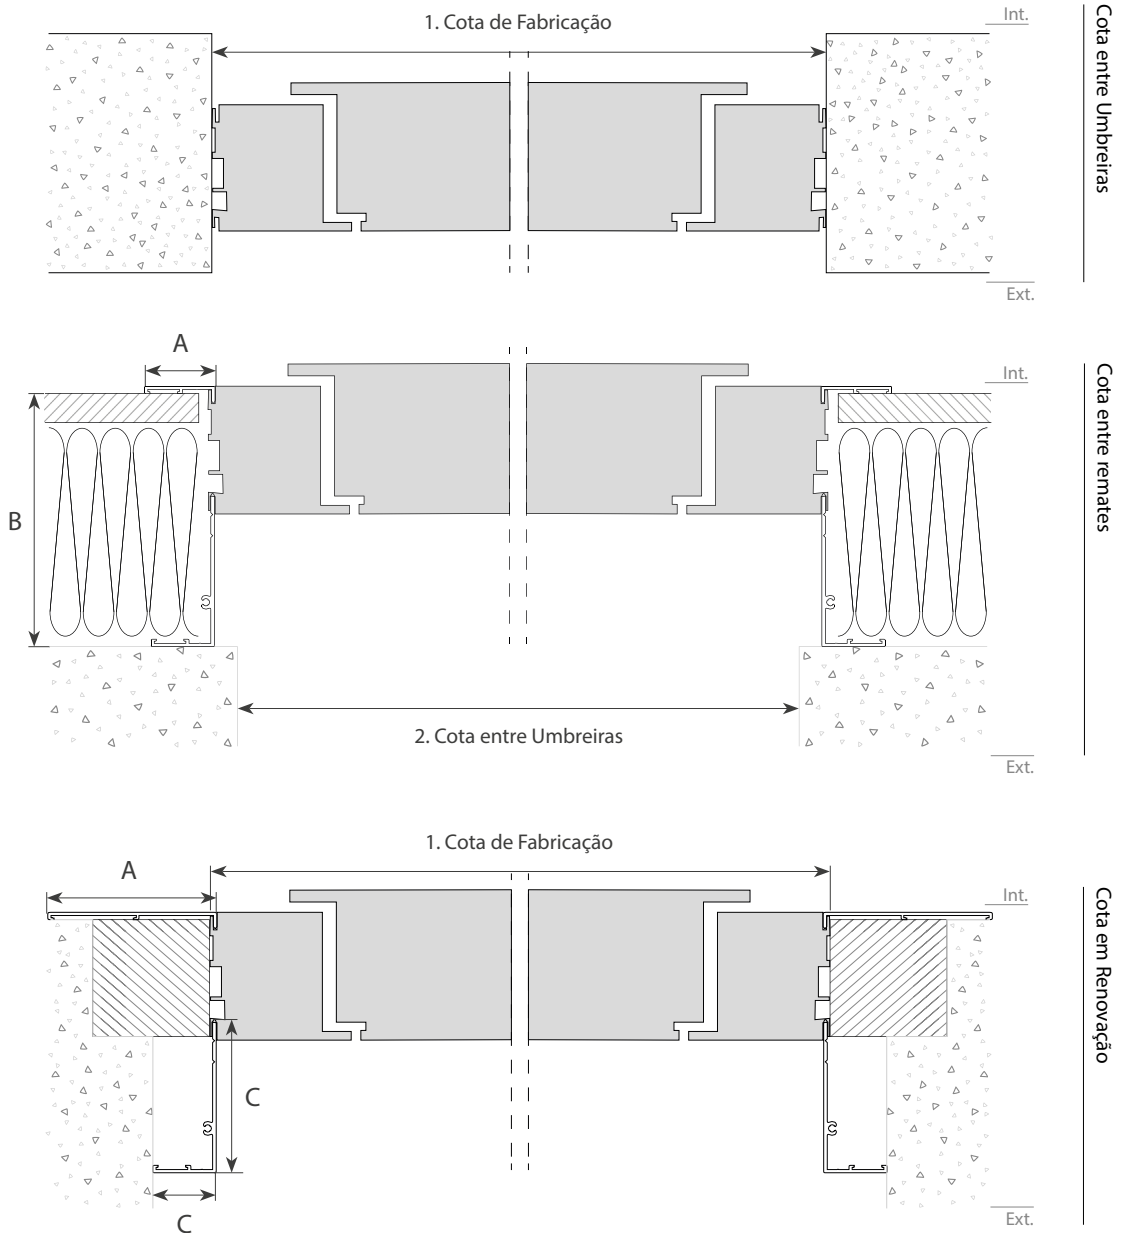 1. Cota de Fabricação
Int.
Cota entre Umbreiras
Ext.
A
Int.
Cota entre remates
B
2. Cota entre Umbreiras
Ext.
1. Cota de Fabricação
A
Int.
Cota em Renovação
C
C
Ext.